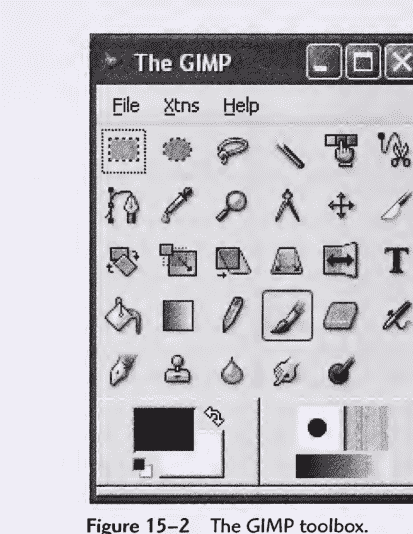 The GIMP
File Xtns Help
T
Figure 15–2 The GIMP toolbox.